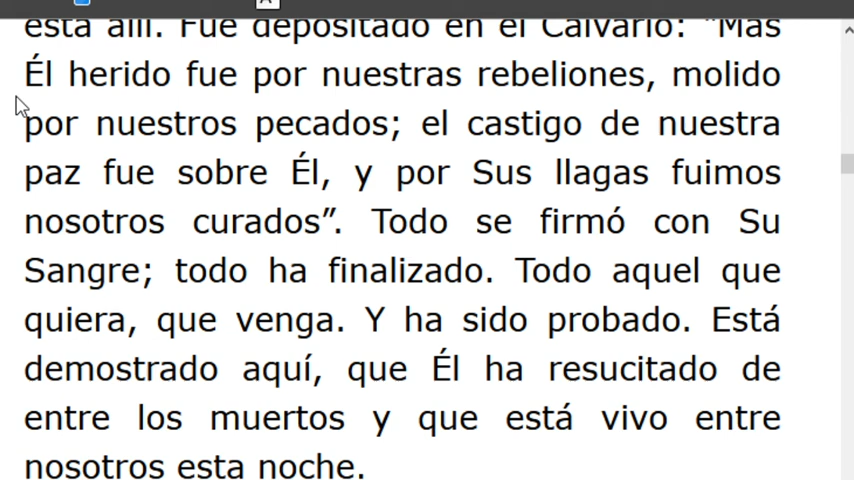 está allí. Fue depositado en el Calvario: “Mas
Él herido fue por nuestras rebeliones, molido
por nuestros pecados; el castigo de nuestra
paz fue sobre Él, y por Sus llagas fuimos
nosotros curados”. Todo se firmó con Su
Sangre; todo ha finalizado. Todo aquel que
quiera, que venga. Y ha sido probado. Está
demostrado aquí, que Él ha resucitado de
entre los muertos y que está vivo entre
nosotros esta noche.